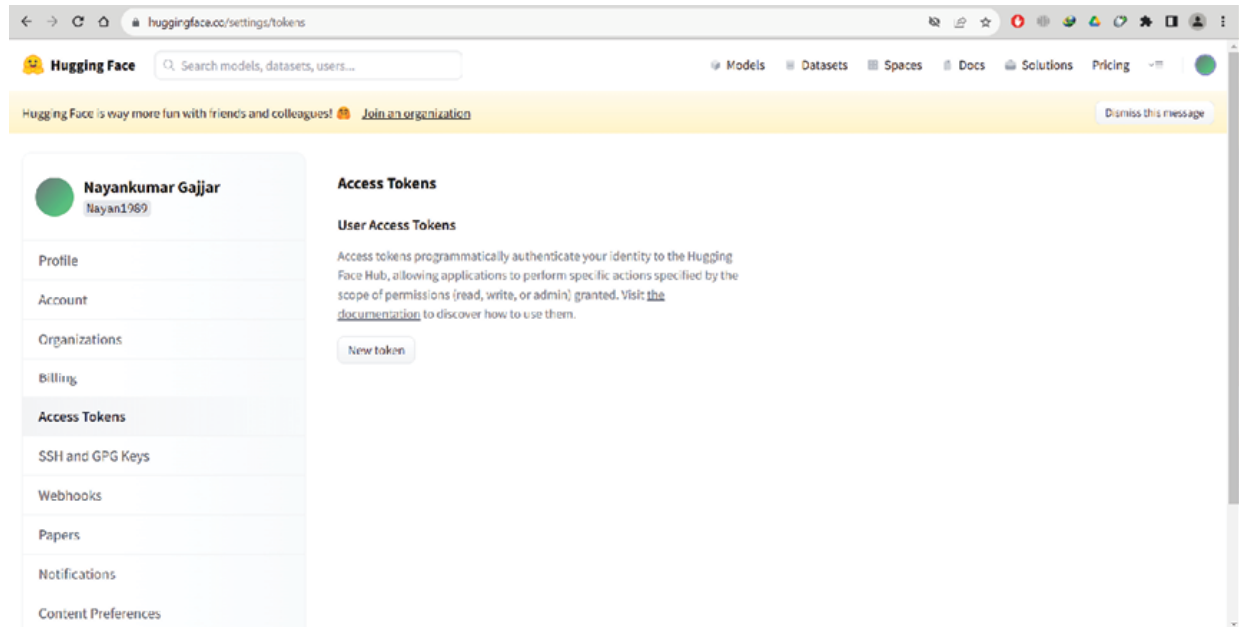 huggingface.co/settings/tokens
Hugging Face
Search models, datasets, users...
Models
Datasets
Spaces
Docs
Solutions
Pricing
Hugging Face is way more fun with friends and colleagues! 🤗 Join an organization
Dismiss this message
Nayankumar Gajjar
Nayan1989
Profile
Account
Organizations
Billing
Access Tokens
SSH and GPG Keys
Webhooks
Papers
Notifications
Content Preferences
Access Tokens
User Access Tokens
Access tokens programmatically authenticate your identity to the Hugging
Face Hub, allowing applications to perform specific actions specified by the
scope of permissions (read, write, or admin) granted. Visit the
documentation to discover how to use them.
New token